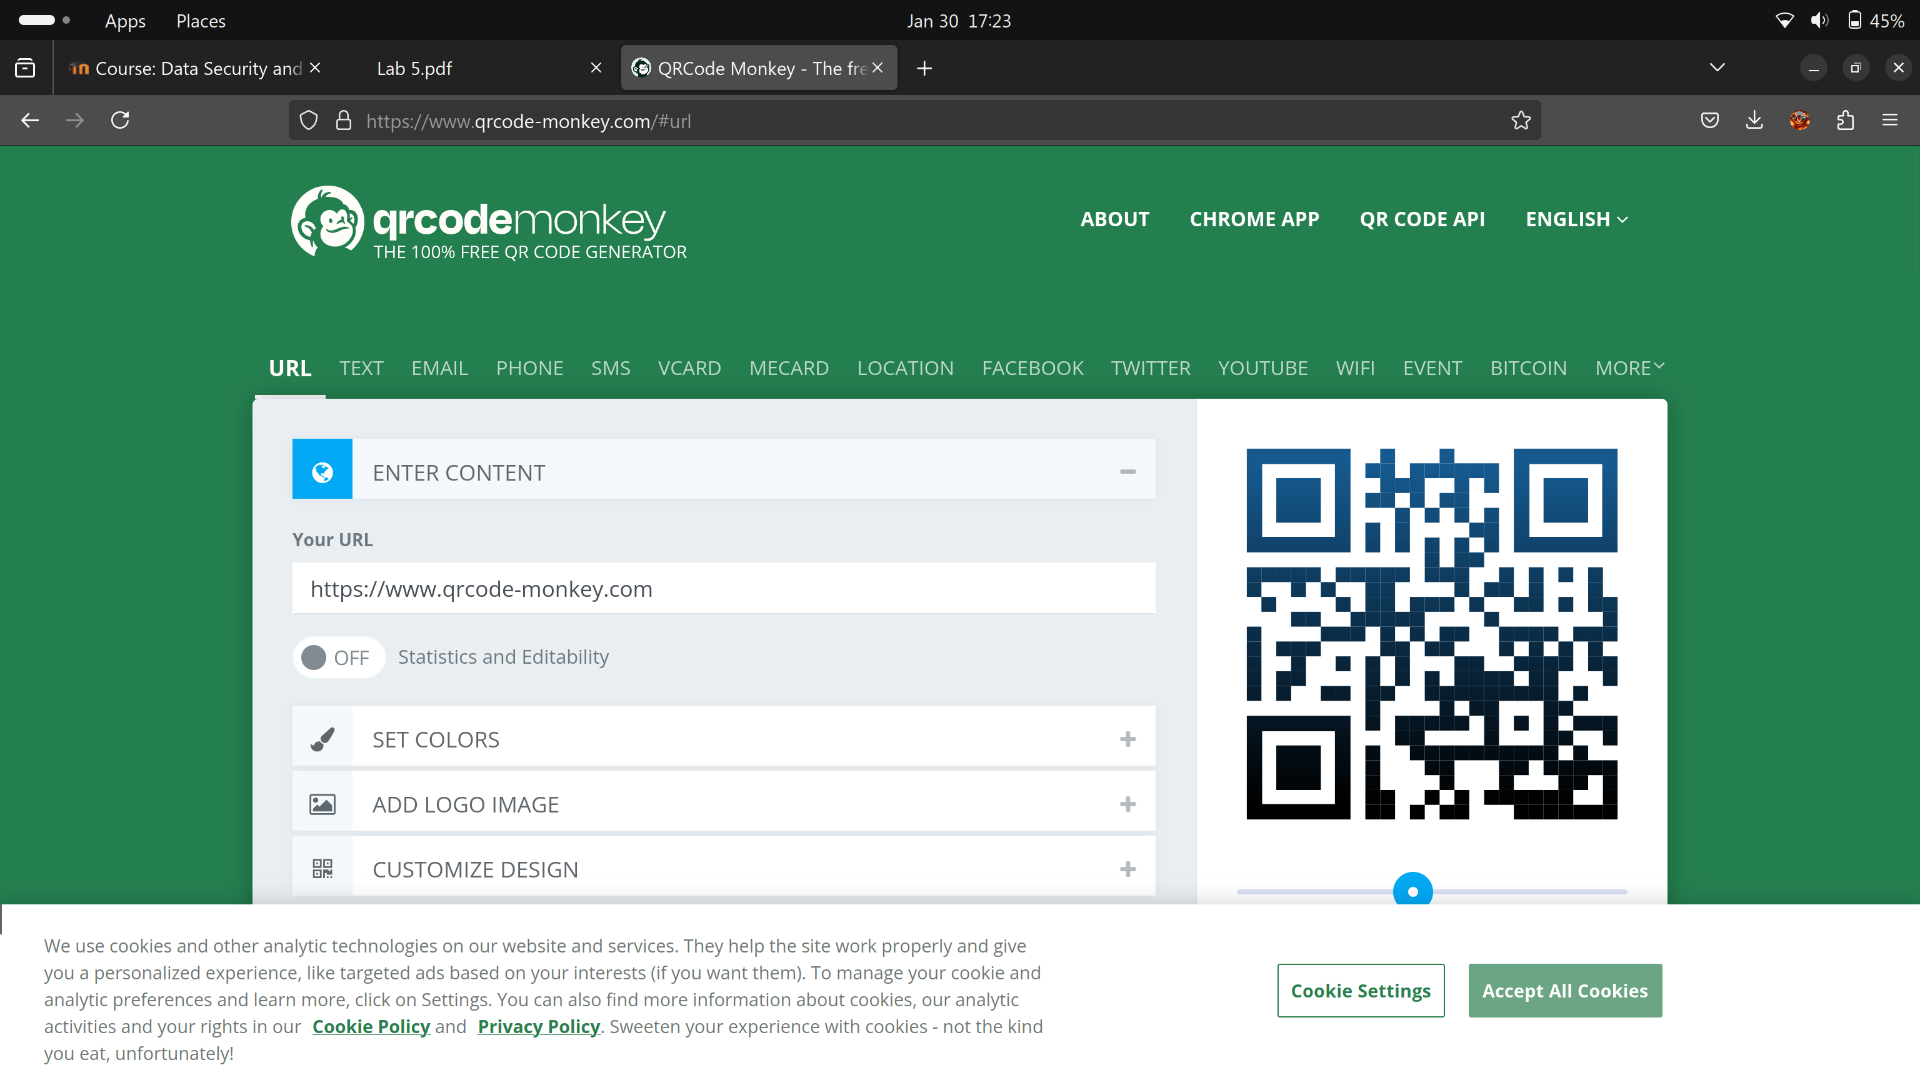 Apps Places Jan 30 17:23 45%
Course: Data Security and Lab 5.pdf QRCode Monkey - The fre
https://www.qrcode-monkey.com/#url
qrcodemonkey
THE 100% FREE QR CODE GENERATOR
ABOUT CHROME APP QR CODE API ENGLISH
URL TEXT EMAIL PHONE SMS VCARD MECARD LOCATION FACEBOOK TWITTER YOUTUBE WIFI EVENT BITCOIN MORE
ENTER CONTENT
Your URL
https://www.qrcode-monkey.com
OFF Statistics and Editability
SET COLORS
ADD LOGO IMAGE
CUSTOMIZE DESIGN
We use cookies and other analytic technologies on our website and services. They help the site work properly and give
you a personalized experience, like targeted ads based on your interests (if you want them). To manage your cookie and
analytic preferences and learn more, click on Settings. You can also find more information about cookies, our analytic
activities and your rights in our Cookie Policy and Privacy Policy. Sweeten your experience with cookies - not the kind
you eat, unfortunately!
Cookie Settings
Accept All Cookies